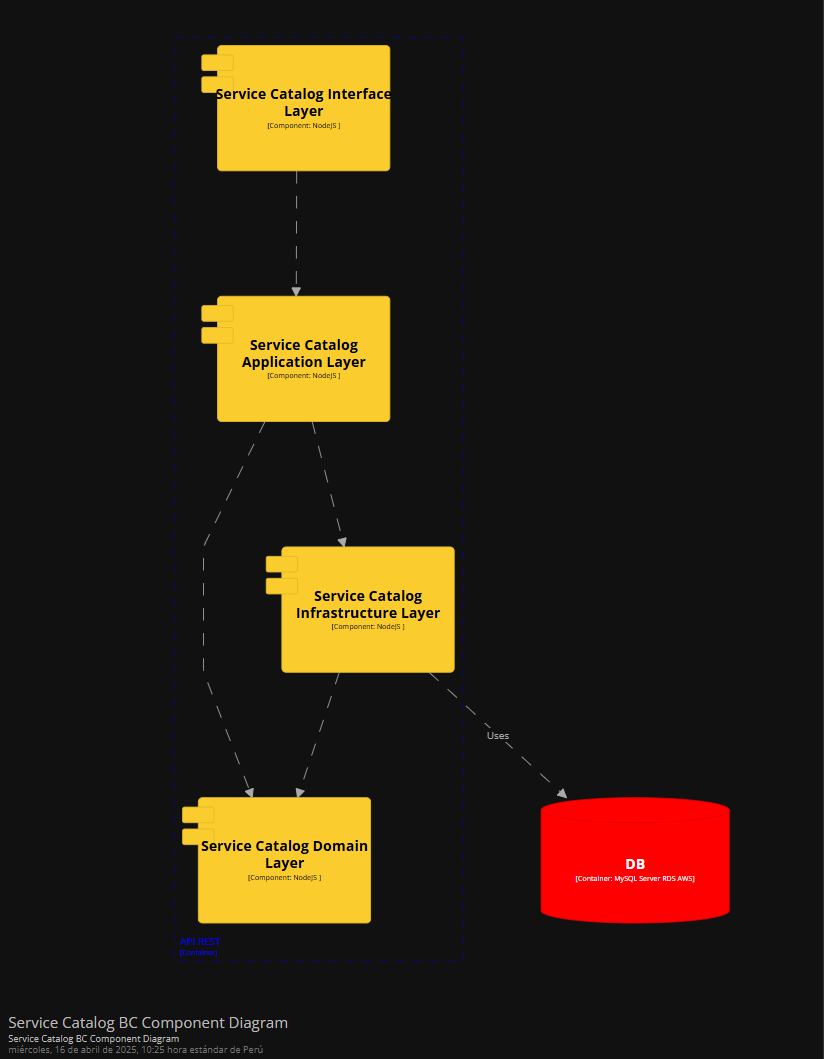 Service Catalog Interface
Layer
[Component: NodeJS ]
Service Catalog
Application Layer
[Component: NodeJS ]
Service Catalog
Infrastructure Layer
[Component: NodeJS ]
Uses
Service Catalog Domain
Layer
[Component: NodeJS ]
DB
[Container: MySQL Server RDS AWS]
API REST
[Container]
Service Catalog BC Component Diagram
Service Catalog BC Component Diagram
miércoles, 16 de abril de 2025, 10:25 hora estándar de Perú